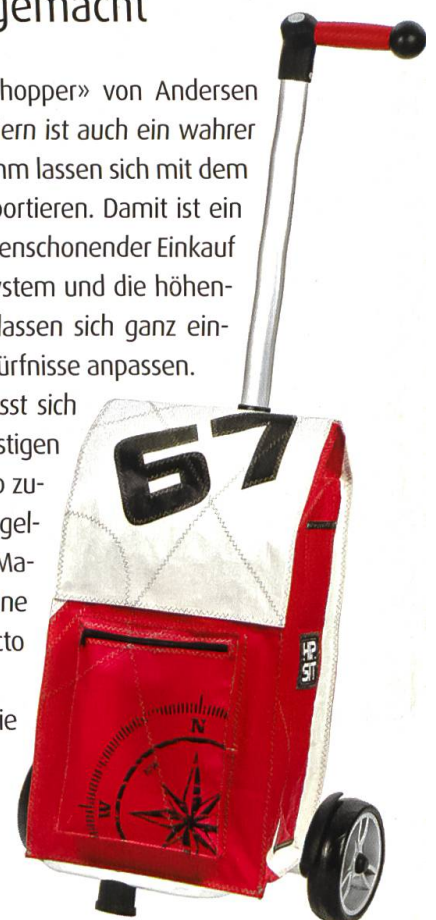 gemacht
hopper» von Andersen
ern ist auch ein wahrer
hm lassen sich mit dem
portieren. Damit ist ein
enschonender Einkauf
ystem und die höhen-
lassen sich ganz ein-
ürfnisse anpassen.
sst sich
stigen
o zu-
gel-
Ma-
ne
cto
ie
67
N
W